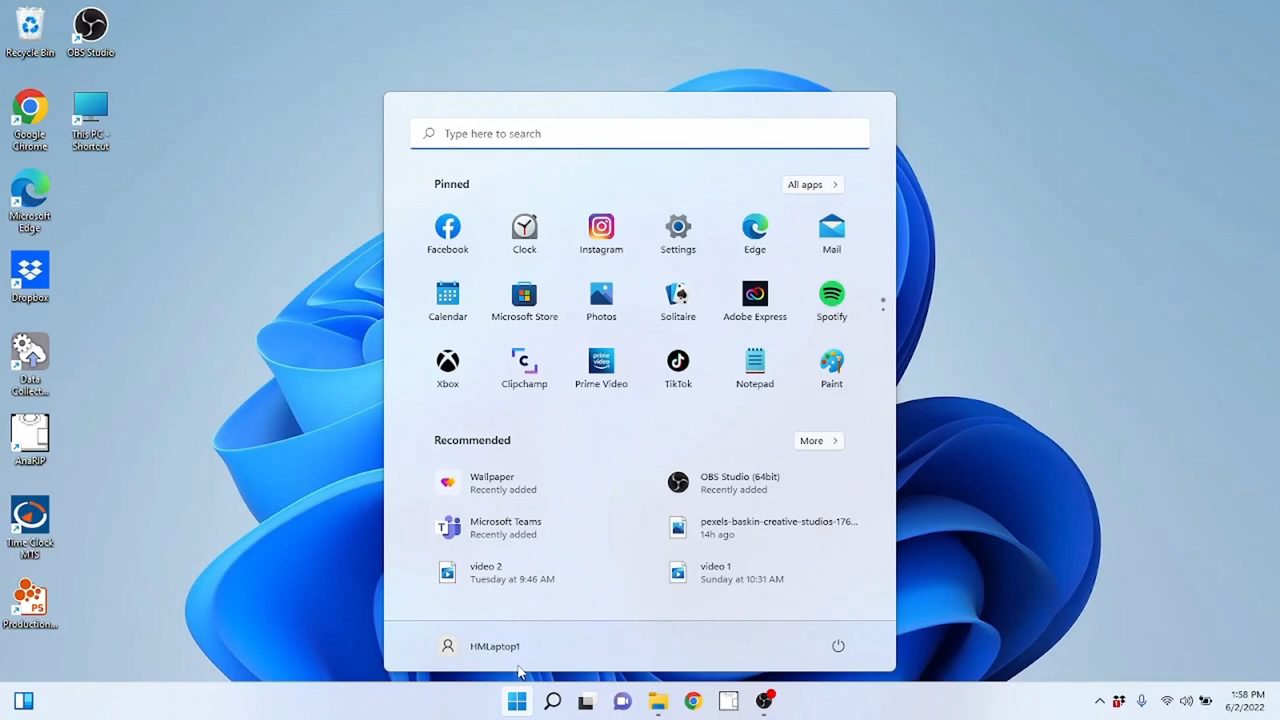 Recycle Bin
OBS Studio
Google
Chrome
This PC -
Shortcut
Microsoft
Edge
Dropbox
Data
Collect...
AnaRIP
Time Clock
MTS
PS
Production...
Type here to search
Pinned
All apps
Facebook
Clock
Instagram
Settings
Edge
Mail
Calendar
Microsoft Store
Photos
Solitaire
Adobe Express
Spotify
prime
video
Xbox
Clipchamp
Prime Video
TikTok
Notepad
Paint
Recommended
More
Wallpaper
Recently added
OBS Studio (64bit)
Recently added
Microsoft Teams
Recently added
pexels-baskin-creative-studios-176...
14h ago
video 2
Tuesday at 9:46 AM
video 1
Sunday at 10:31 AM
HMLaptop1
1:58 PM
6/2/2022